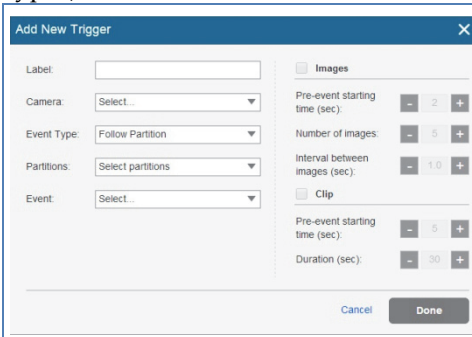 Add New Trigger
Label:
Camera: Select...
Event Type: Follow Partition
Partitions: Select partitions
Event: Select...
Images
Pre-event starting
time (sec): - 2 +
Number of images: - 5 +
Interval between
images (sec): - 1.0 +
Clip
Pre-event starting
time (sec): - 5 +
Duration (sec): - 30 +
Cancel Done